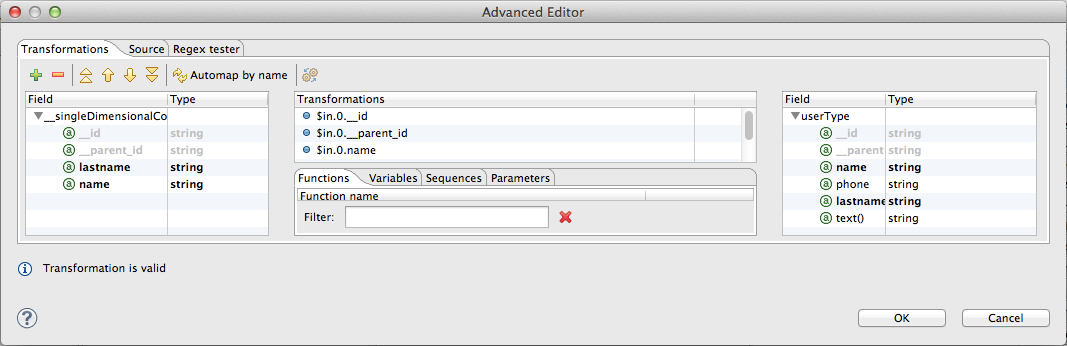 Advanced Editor
Transformations Source Regex tester
Automap by name
Field Type
__singleDimensionalCo
__id string
__parent_id string
lastname string
name string
Transformations
$in.0.__id
$in.0.__parent_id
$in.0.name
Functions Variables Sequences Parameters
Function name
Filter:
Field Type
userType
__id string
__parent string
name string
phone string
lastname string
text() string
Transformation is valid
OK Cancel